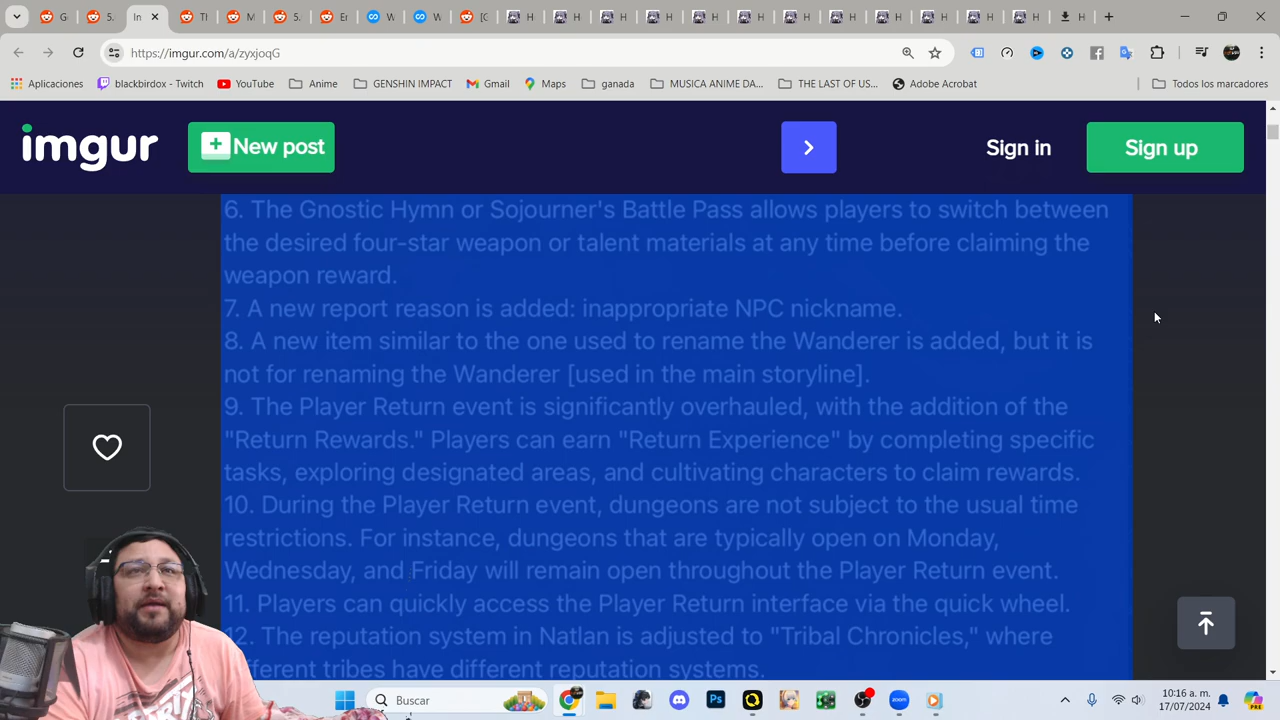 G
5.
In
Tl
M
5.
Er
W
W
[C
H
H
H
H
H
H
H
H
H
H
H
H
H
https://imgur.com/a/zyxjoqG
Aplicaciones
blackbirdox - Twitch
YouTube
Anime
GENSHIN IMPACT
Gmail
Maps
ganada
MUSICA ANIME DA...
THE LAST OF US...
Adobe Acrobat
Todos los marcadores
imgur
New post
Sign in
Sign up
6. The Gnostic Hymn or Sojourner's Battle Pass allows players to switch between
the desired four-star weapon or talent materials at any time before claiming the
weapon reward.
7. A new report reason is added: inappropriate NPC nickname.
8. A new item similar to the one used to rename the Wanderer is added, but it is
not for renaming the Wanderer [used in the main storyline].
9. The Player Return event is significantly overhauled, with the addition of the
"Return Rewards." Players can earn "Return Experience" by completing specific
tasks, exploring designated areas, and cultivating characters to claim rewards.
10. During the Player Return event, dungeons are not subject to the usual time
restrictions. For instance, dungeons that are typically open on Monday,
Wednesday, and Friday will remain open throughout the Player Return event.
11. Players can quickly access the Player Return interface via the quick wheel.
12. The reputation system in Natlan is adjusted to "Tribal Chronicles," where
different tribes have different reputation systems.
Buscar
zoom
10:16 a. m.
17/07/2024
PRE